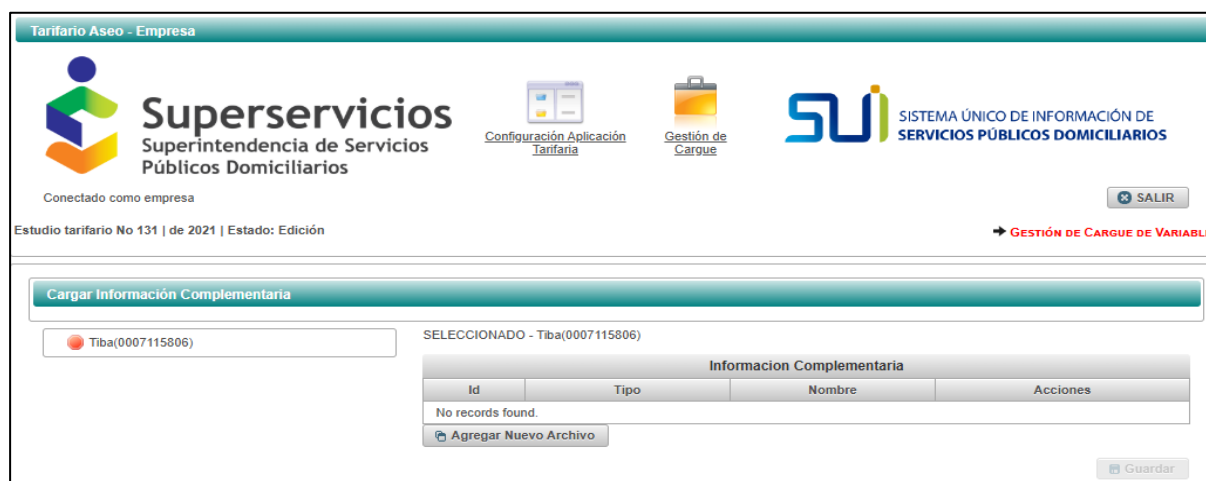 Tarifario Aseo - Empresa
Superservicios
Superintendencia de Servicios
Públicos Domiciliarios
Configuración Aplicación
Tarifaria
Gestión de
Cargue
sui
SISTEMA ÚNICO DE INFORMACIÓN DE
SERVICIOS PÚBLICOS DOMICILIARIOS
Conectado como empresa
SALIR
Estudio tarifario No 131 | de 2021 | Estado: Edición
GESTIÓN DE CARGUE DE VARIABL
Cargar Información Complementaria
Tiba(0007115806)
SELECCIONADO - Tiba(0007115806)
Informacion Complementaria
Id Tipo Nombre Acciones
No records found.
Agregar Nuevo Archivo
Guardar